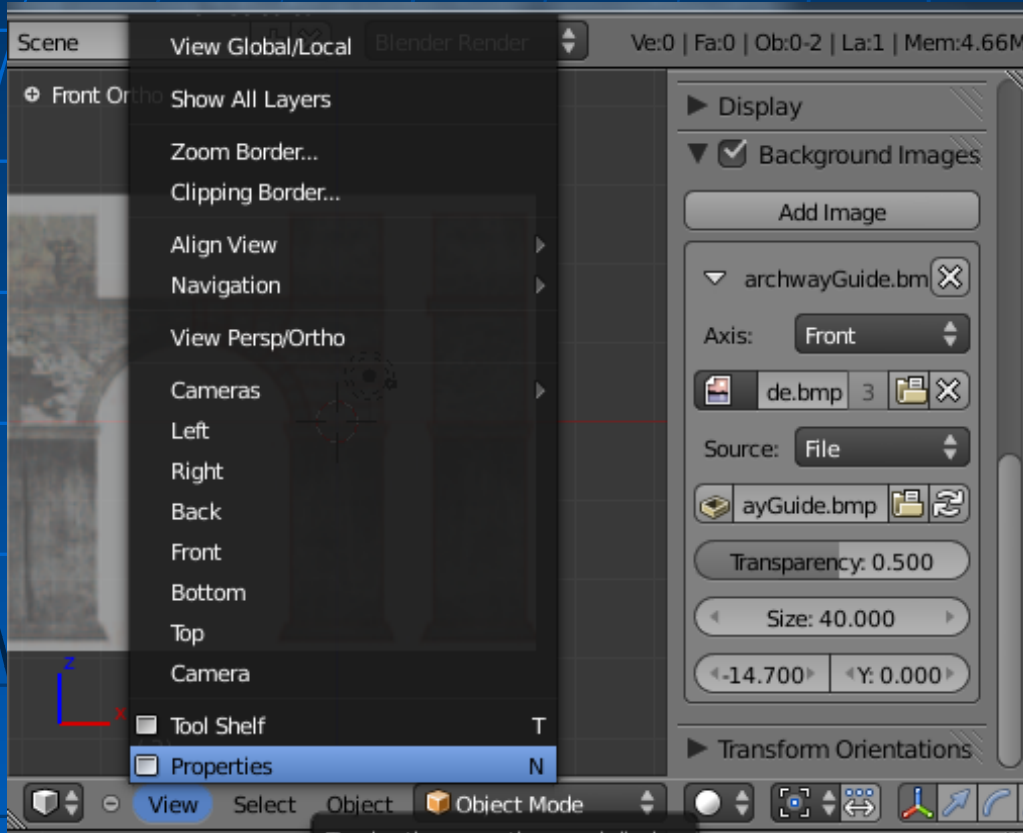 Scene
View Global/Local
Blender Render
Ve:0 | Fa:0 | Ob:0-2 | La:1 | Mem:4.66M
Front Ortho
Show All Layers
Zoom Border...
Clipping Border...
Align View
Navigation
View Persp/Ortho
Cameras
Left
Right
Back
Front
Bottom
Top
Camera
Tool Shelf T
Properties N
z
x
Display
Background Images
Add Image
archwayGuide.bm
Axis: Front
de.bmp 3
Source: File
ayGuide.bmp
Transparency: 0.500
Size: 40.000
-14.700 Y: 0.000
Transform Orientations
View Select Object Object Mode